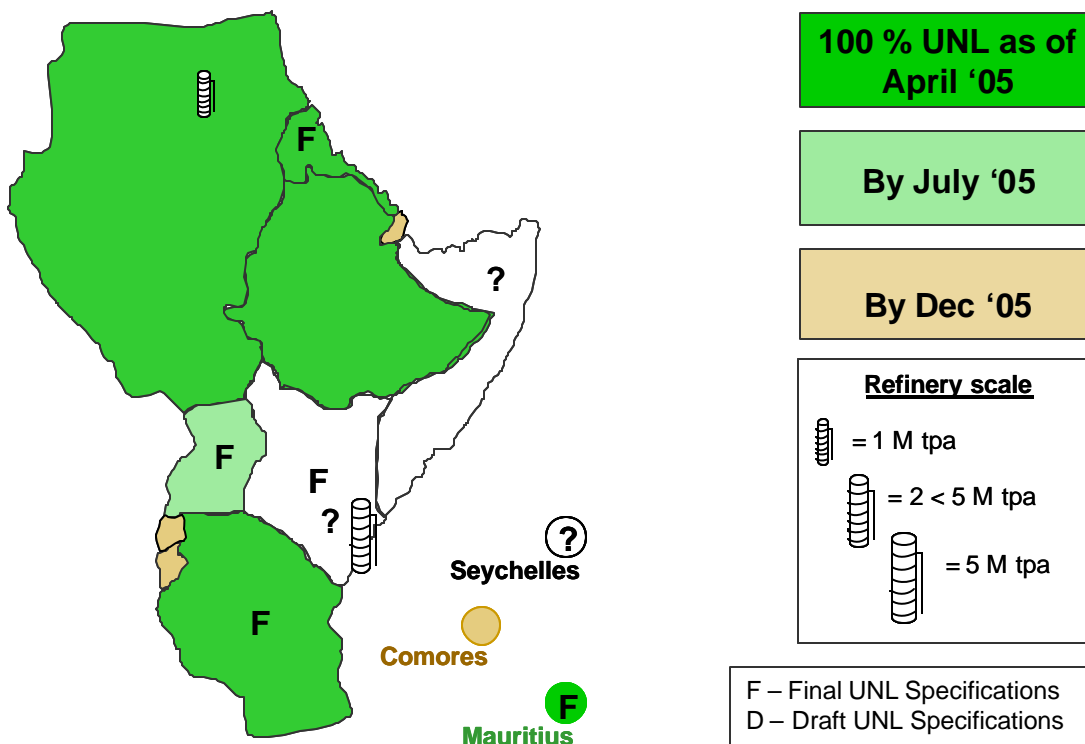 F
?
F
F
?
F
?
Seychelles
Comores
F
Mauritius
100 % UNL as of
April ‘05
By July ‘05
By Dec ‘05
Refinery scale
= 1 M tpa
= 2 < 5 M tpa
= 5 M tpa
F – Final UNL Specifications
D – Draft UNL Specifications